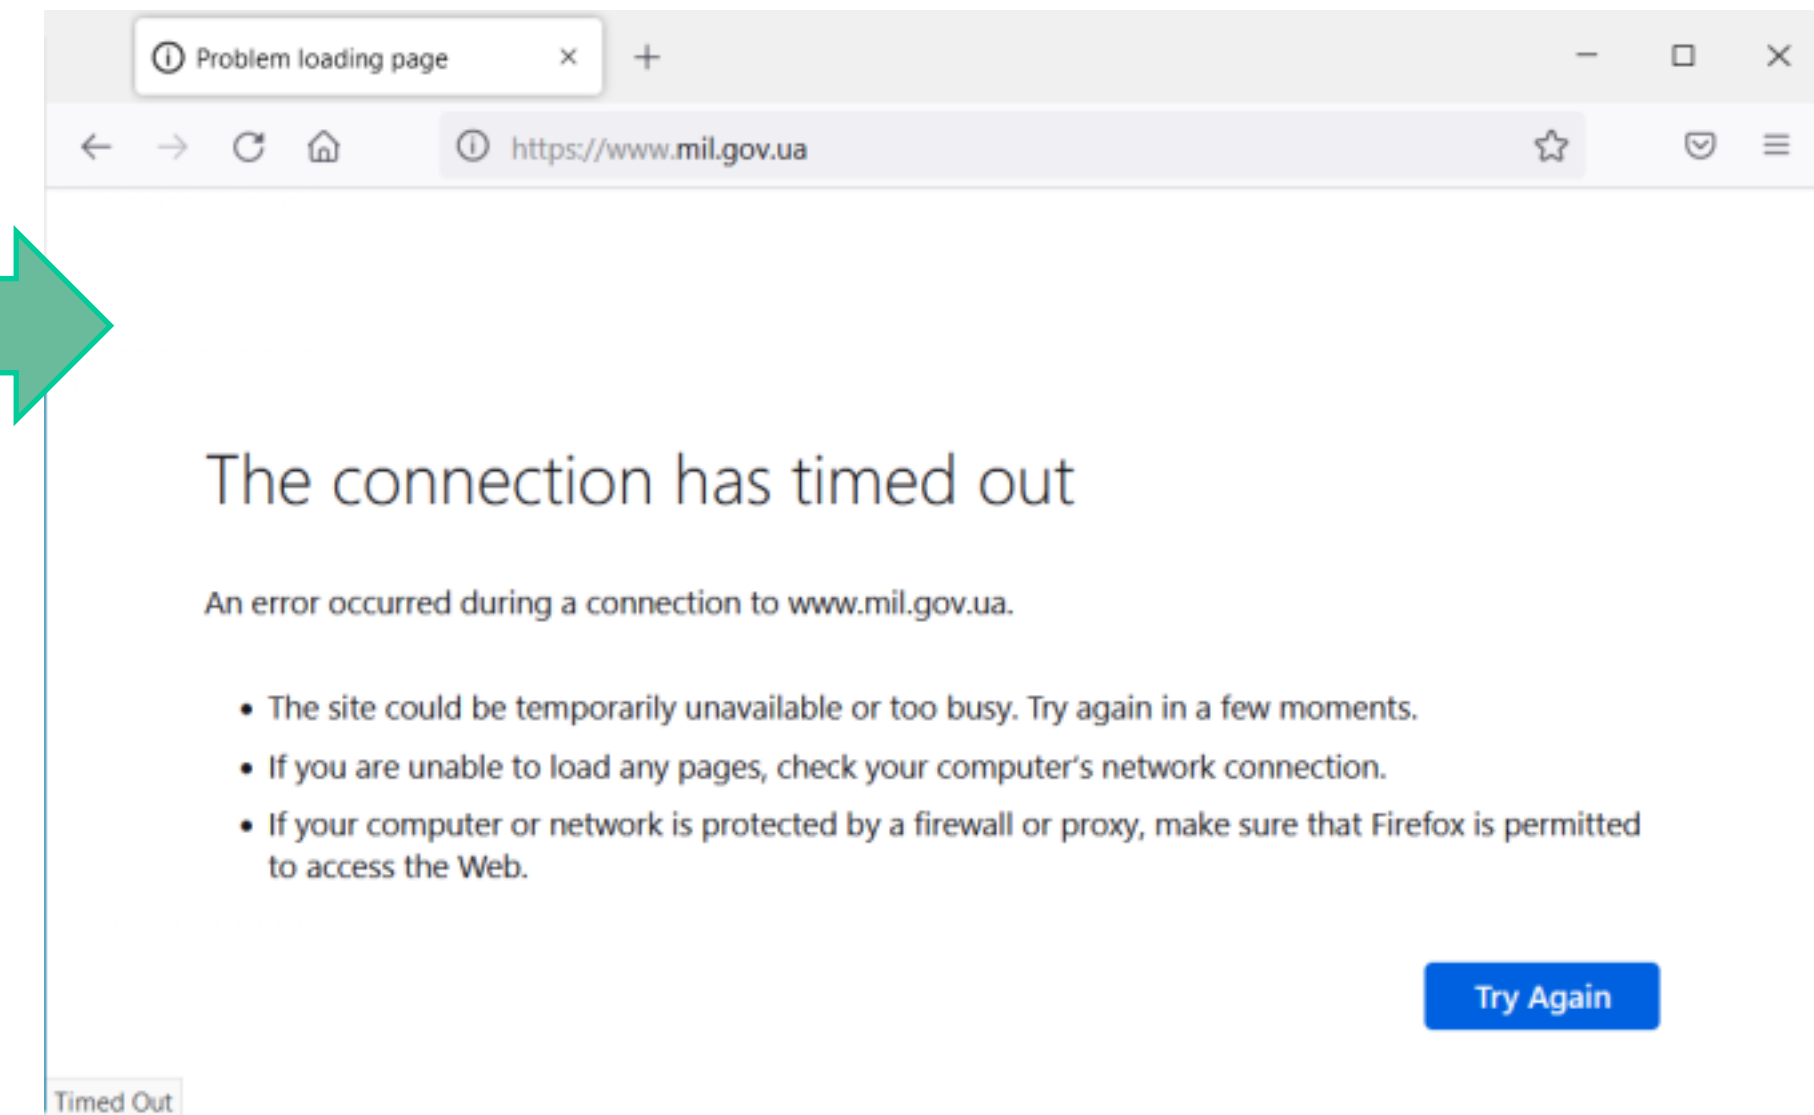 Problem loading page
https://www.mil.gov.ua
The connection has timed out
An error occurred during a connection to www.mil.gov.ua.
• The site could be temporarily unavailable or too busy. Try again in a few moments.
• If you are unable to load any pages, check your computer's network connection.
• If your computer or network is protected by a firewall or proxy, make sure that Firefox is permitted
to access the Web.
Try Again
Timed Out